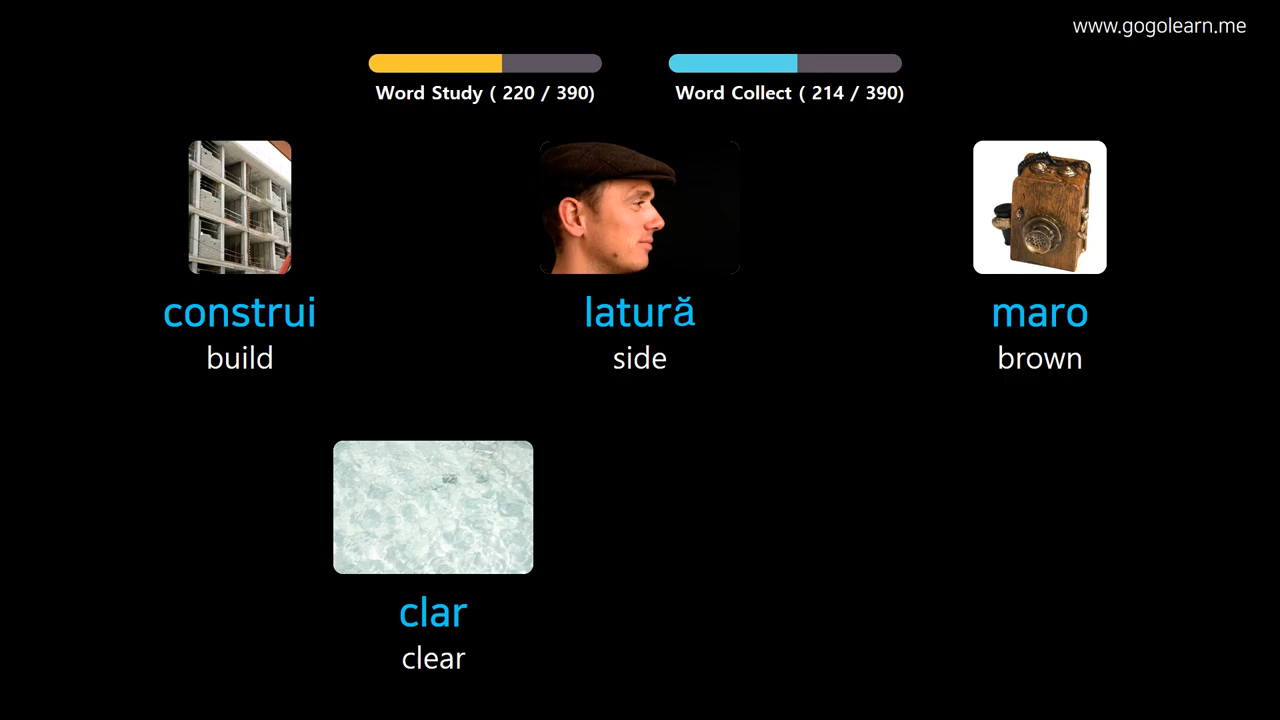 www.gogolearn.me
Word Study ( 220 / 390)
Word Collect ( 214 / 390)
construi
build
latură
side
maro
brown
clar
clear